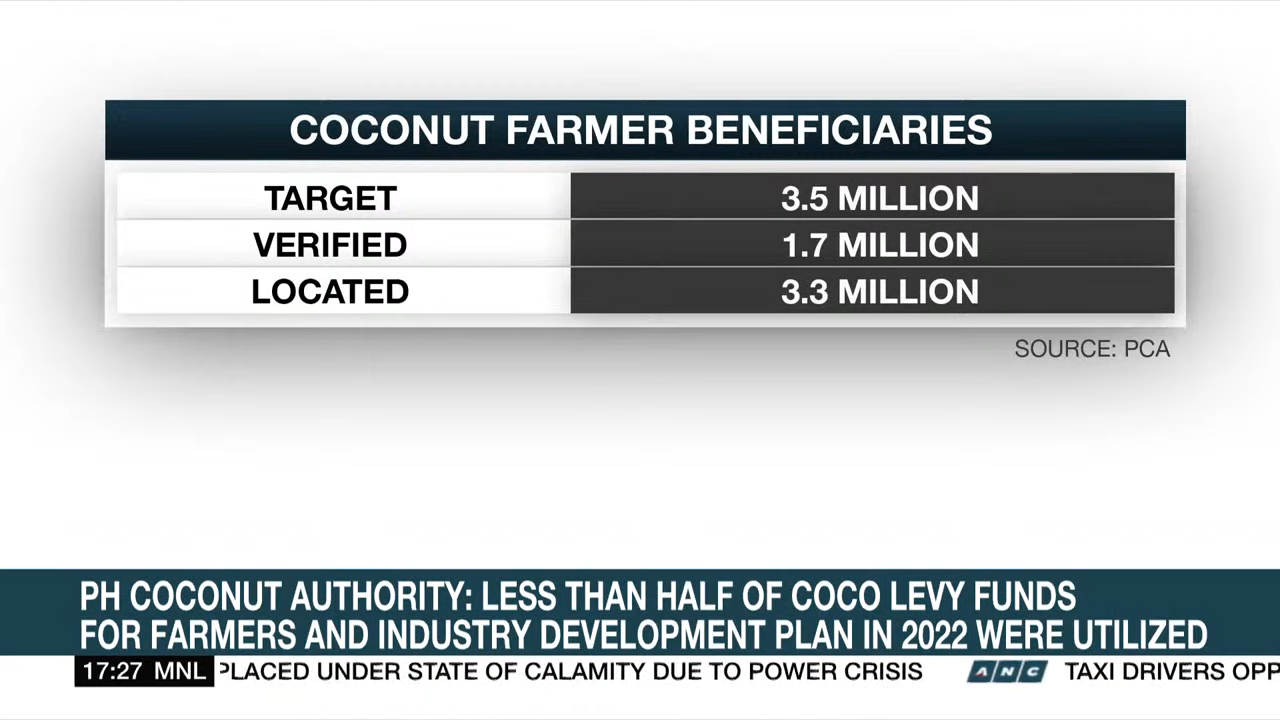 COCONUT FARMER BENEFICIARIES
TARGET 3.5 MILLION
VERIFIED 1.7 MILLION
LOCATED 3.3 MILLION
SOURCE: PCA
PH COCONUT AUTHORITY: LESS THAN HALF OF COCO LEVY FUNDS
FOR FARMERS AND INDUSTRY DEVELOPMENT PLAN IN 2022 WERE UTILIZED
17:27 MNL PLACED UNDER STATE OF CALAMITY DUE TO POWER CRISIS ANC TAXI DRIVERS OPP